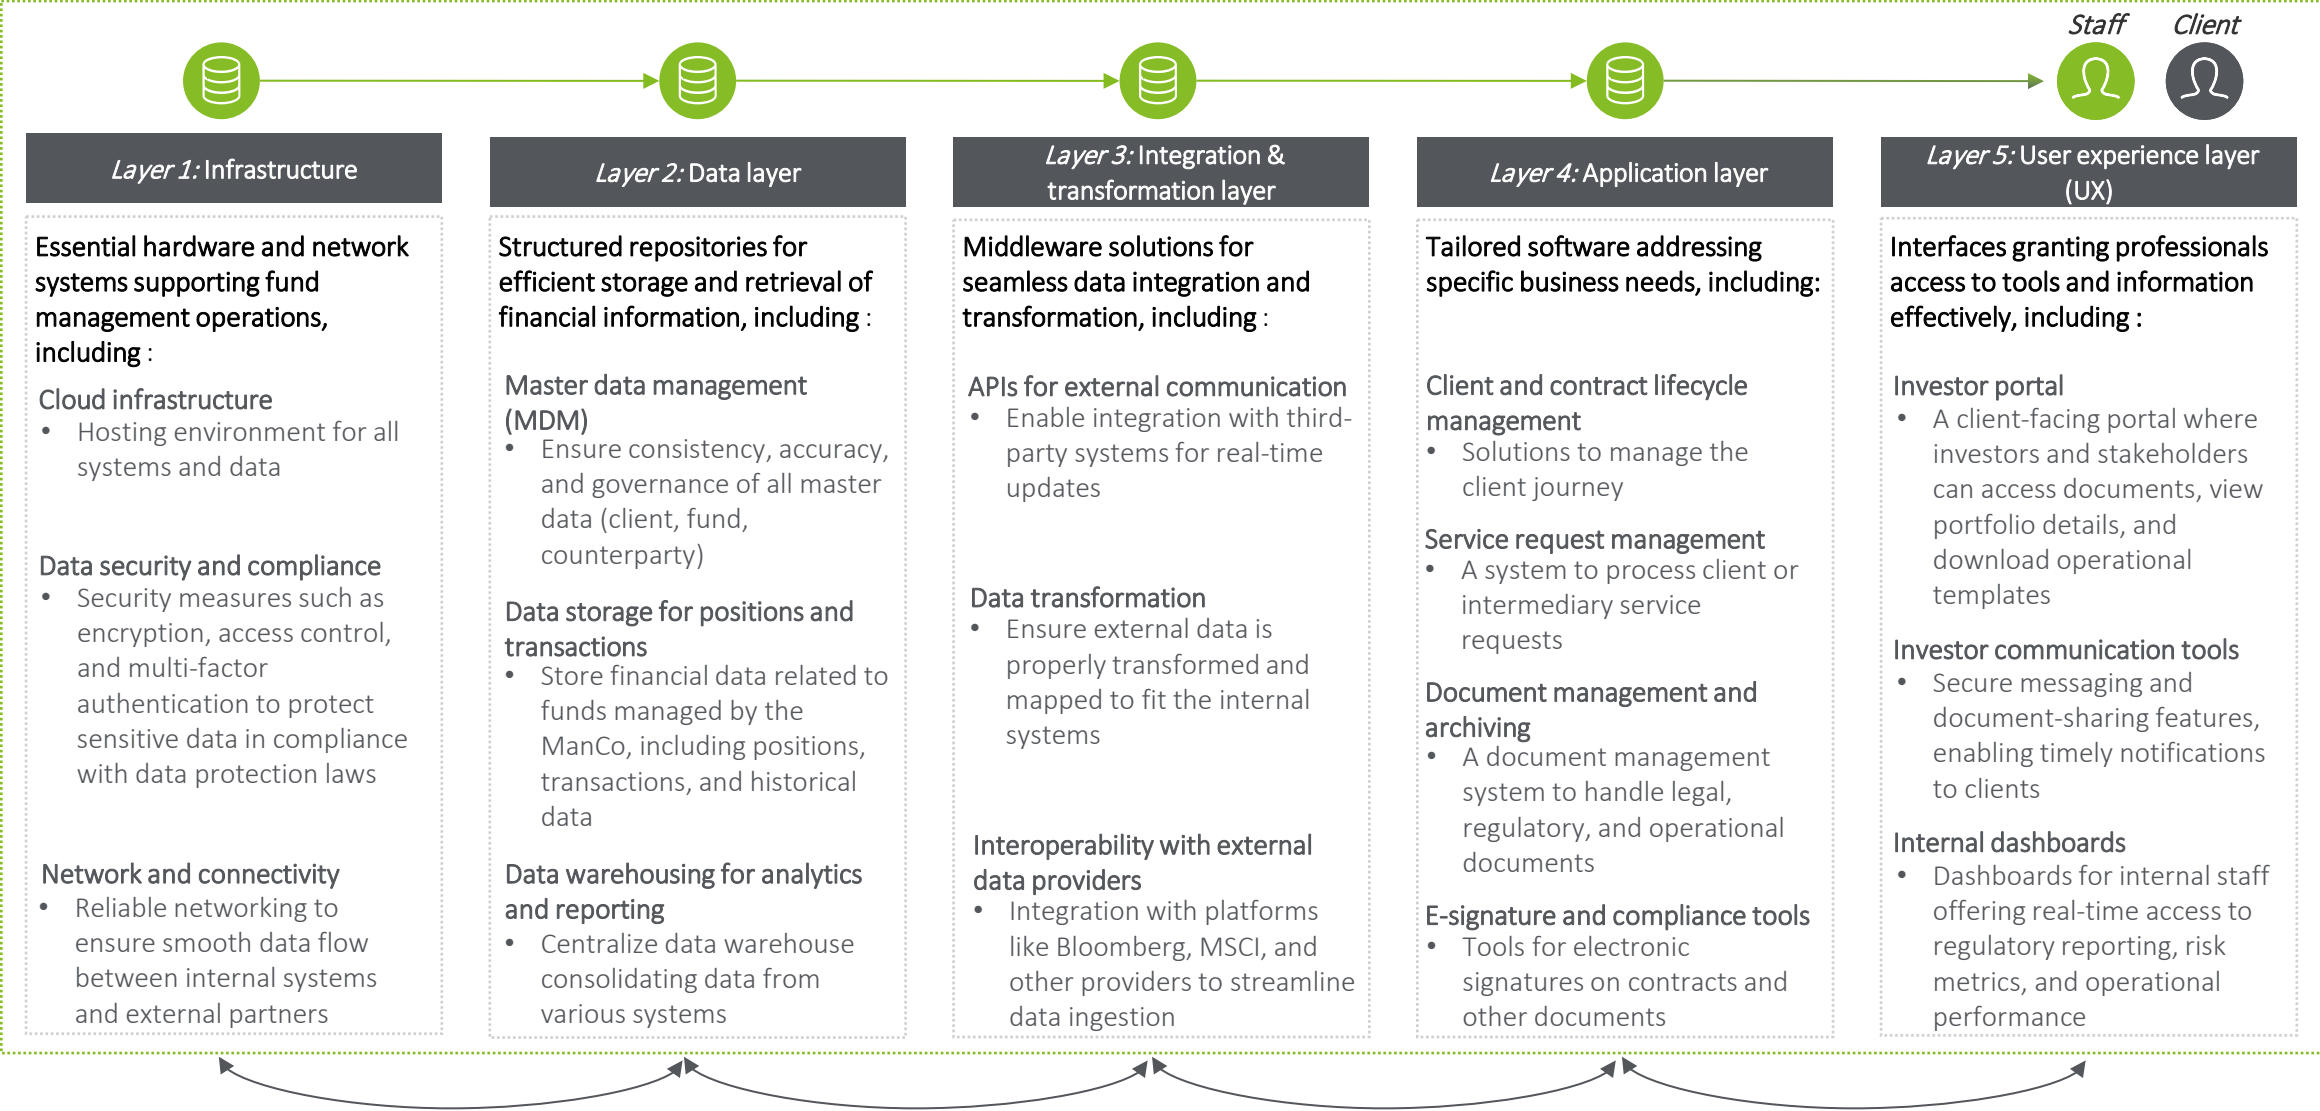 Staff
Client
Layer 1: Infrastructure
Essential hardware and network
systems supporting fund
management operations,
including :
Cloud infrastructure
• Hosting environment for all
systems and data
Data security and compliance
• Security measures such as
encryption, access control,
and multi-factor
authentication to protect
sensitive data in compliance
with data protection laws
Network and connectivity
• Reliable networking to
ensure smooth data flow
between internal systems
and external partners
Layer 2: Data layer
Structured repositories for
efficient storage and retrieval of
financial information, including :
Master data management
(MDM)
• Ensure consistency, accuracy,
and governance of all master
data (client, fund,
counterparty)
Data storage for positions and
transactions
• Store financial data related to
funds managed by the
ManCo, including positions,
transactions, and historical
data
Data warehousing for analytics
and reporting
• Centralize data warehouse
consolidating data from
various systems
Layer 3: Integration &
transformation layer
Middleware solutions for
seamless data integration and
transformation, including :
APIs for external communication
• Enable integration with third-
party systems for real-time
updates
Data transformation
• Ensure external data is
properly transformed and
mapped to fit the internal
systems
Interoperability with external
data providers
• Integration with platforms
like Bloomberg, MSCI, and
other providers to streamline
data ingestion
Layer 4: Application layer
Tailored software addressing
specific business needs, including:
Client and contract lifecycle
management
• Solutions to manage the
client journey
Service request management
• A system to process client or
intermediary service
requests
Document management and
archiving
• A document management
system to handle legal,
regulatory, and operational
documents
E-signature and compliance tools
• Tools for electronic
signatures on contracts and
other documents
Layer 5: User experience layer
(UX)
Interfaces granting professionals
access to tools and information
effectively, including :
Investor portal
• A client-facing portal where
investors and stakeholders
can access documents, view
portfolio details, and
download operational
templates
Investor communication tools
• Secure messaging and
document-sharing features,
enabling timely notifications
to clients
Internal dashboards
• Dashboards for internal staff
offering real-time access to
regulatory reporting, risk
metrics, and operational
performance